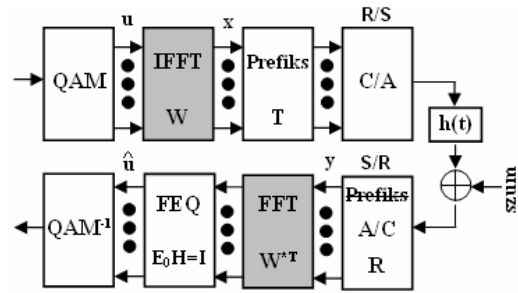 u x R/S
QAM IFFT W Prefiks T C/A
h(t)
szum
û y S/R
QAM⁻¹ FEQ E₀H=I FFT W*ᵀ Prefiks A/C R